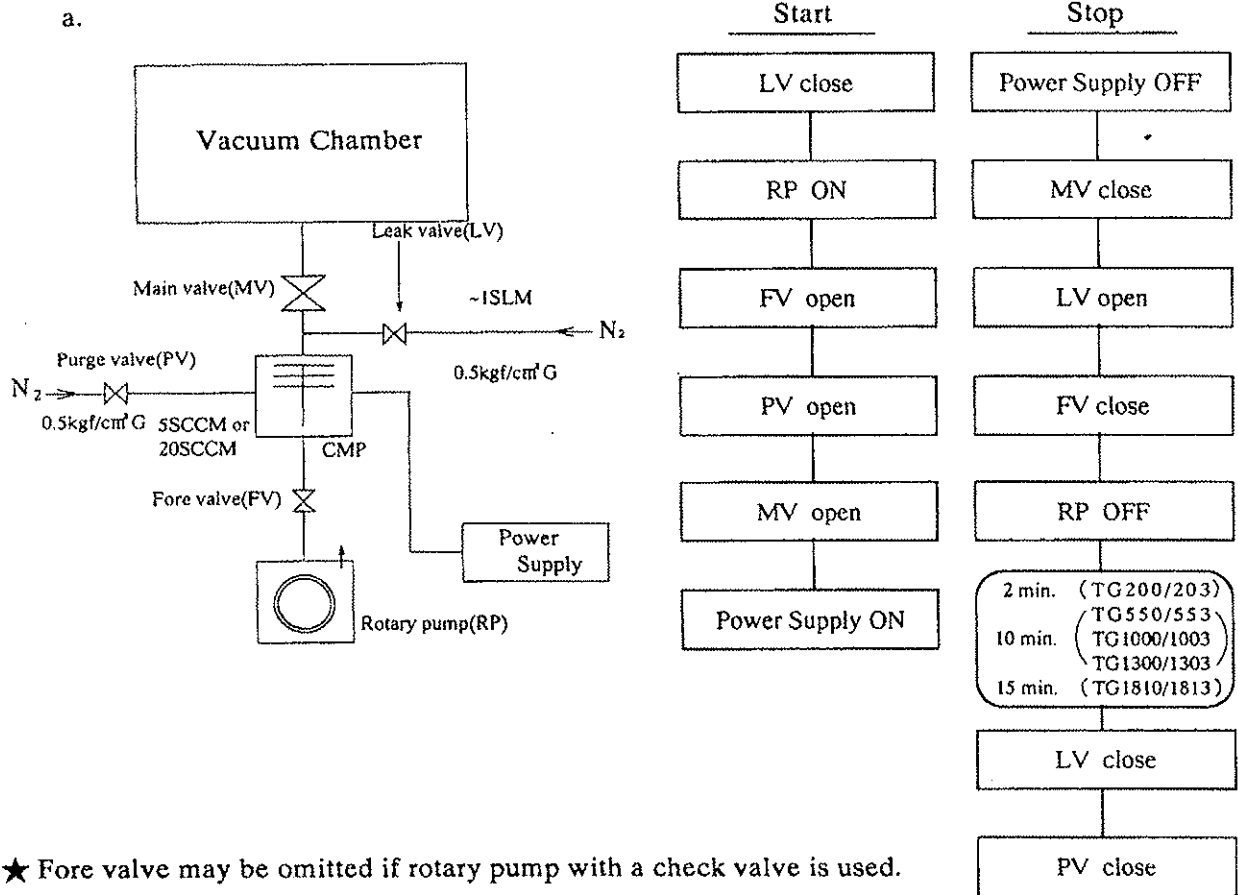 a.
Vacuum Chamber
Leak valve(LV)
Main valve(MV)
~1SLM
N₂
0.5kgf/cm²G
Purge valve(PV)
N₂
0.5kgf/cm²G
5SCCM or
20SCCM
CMP
Fore valve(FV)
Power
Supply
Rotary pump(RP)
Start
LV close
RP ON
FV open
PV open
MV open
Power Supply ON
Stop
Power Supply OFF
MV close
LV open
FV close
RP OFF
2 min. (TG200/203)
10 min. (TG550/553
TG1000/1003
TG1300/1303)
15 min. (TG1810/1813)
LV close
PV close
★ Fore valve may be omitted if rotary pump with a check valve is used.